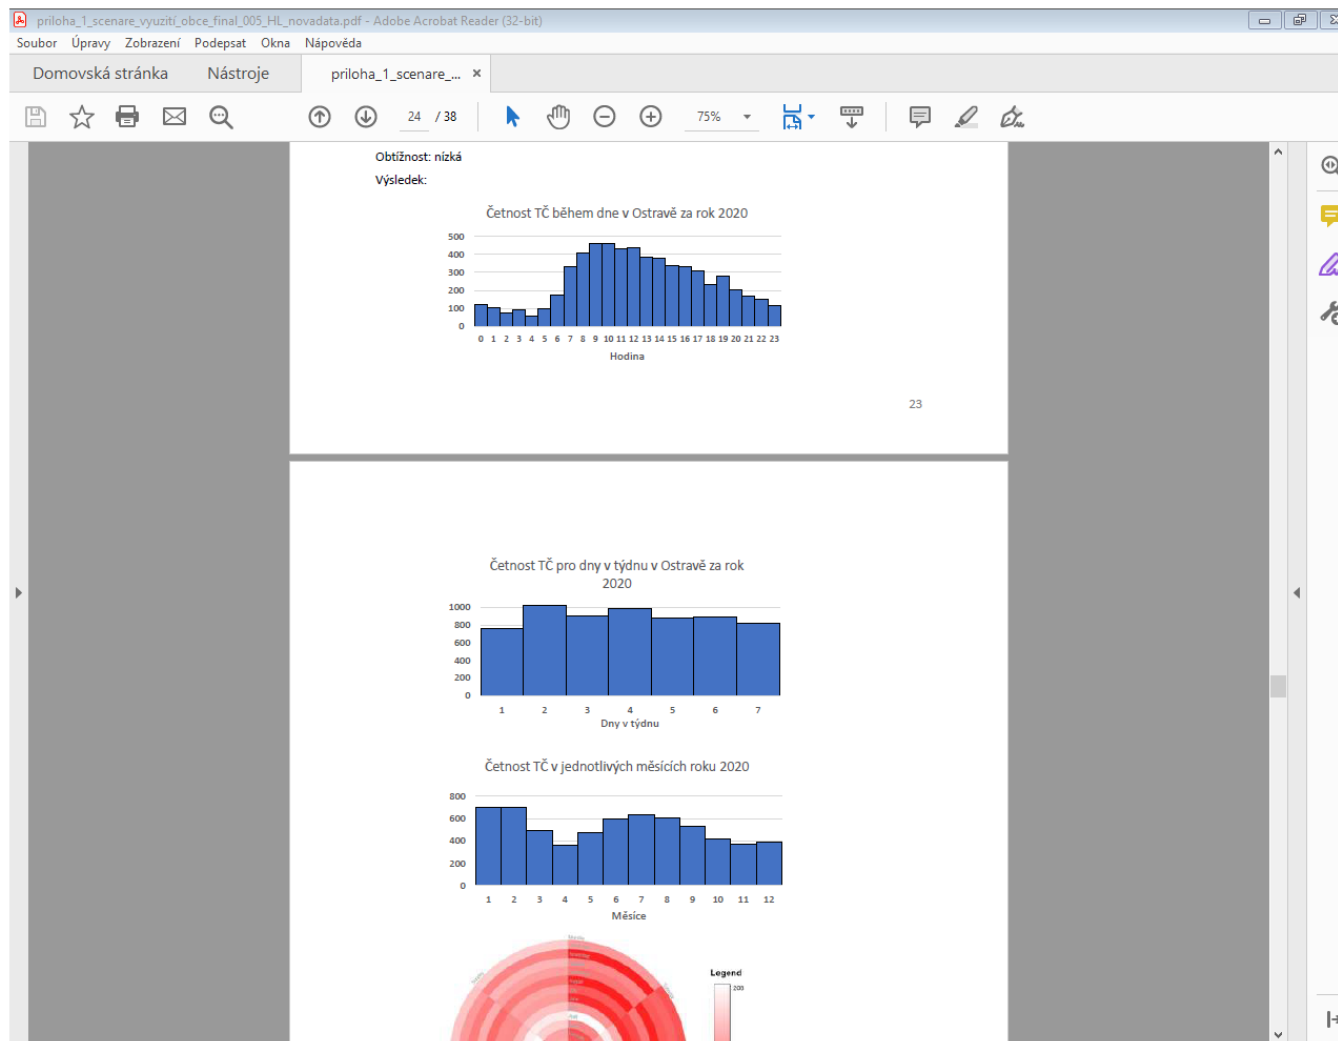 priloha_1_scenare_vyuzití_obce_final_005_HL_novadata.pdf - Adobe Acrobat Reader (32-bit)
Soubor Úpravy Zobrazení Podepsat Okna Nápověda
Domovská stránka Nástroje priloha_1_scenare_... ×
24 / 38 75%
Obtížnost: nízká
Výsledek:
Četnost TČ během dne v Ostravě za rok 2020
500
400
300
200
100
0
0 1 2 3 4 5 6 7 8 9 10 11 12 13 14 15 16 17 18 19 20 21 22 23
Hodina
23
Četnost TČ pro dny v týdnu v Ostravě za rok
2020
1000
800
600
400
200
0
1 2 3 4 5 6 7
Dny v týdnu
Četnost TČ v jednotlivých měsících roku 2020
800
600
400
200
0
1 2 3 4 5 6 7 8 9 10 11 12
Měsíce
Legend
200